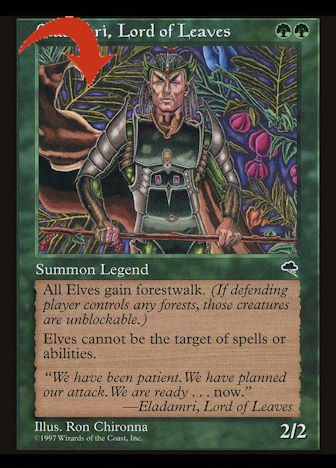 Eladamri, Lord of Leaves
Summon Legend
All Elves gain forestwalk. (If defending
player controls any forests, those creatures
are unblockable.)
Elves cannot be the target of spells or
abilities.
"We have been patient. We have planned
our attack. We are ready . . . now."
—Eladamri, Lord of Leaves
Illus. Ron Chironna
©1997 Wizards of the Coast, Inc.
2/2